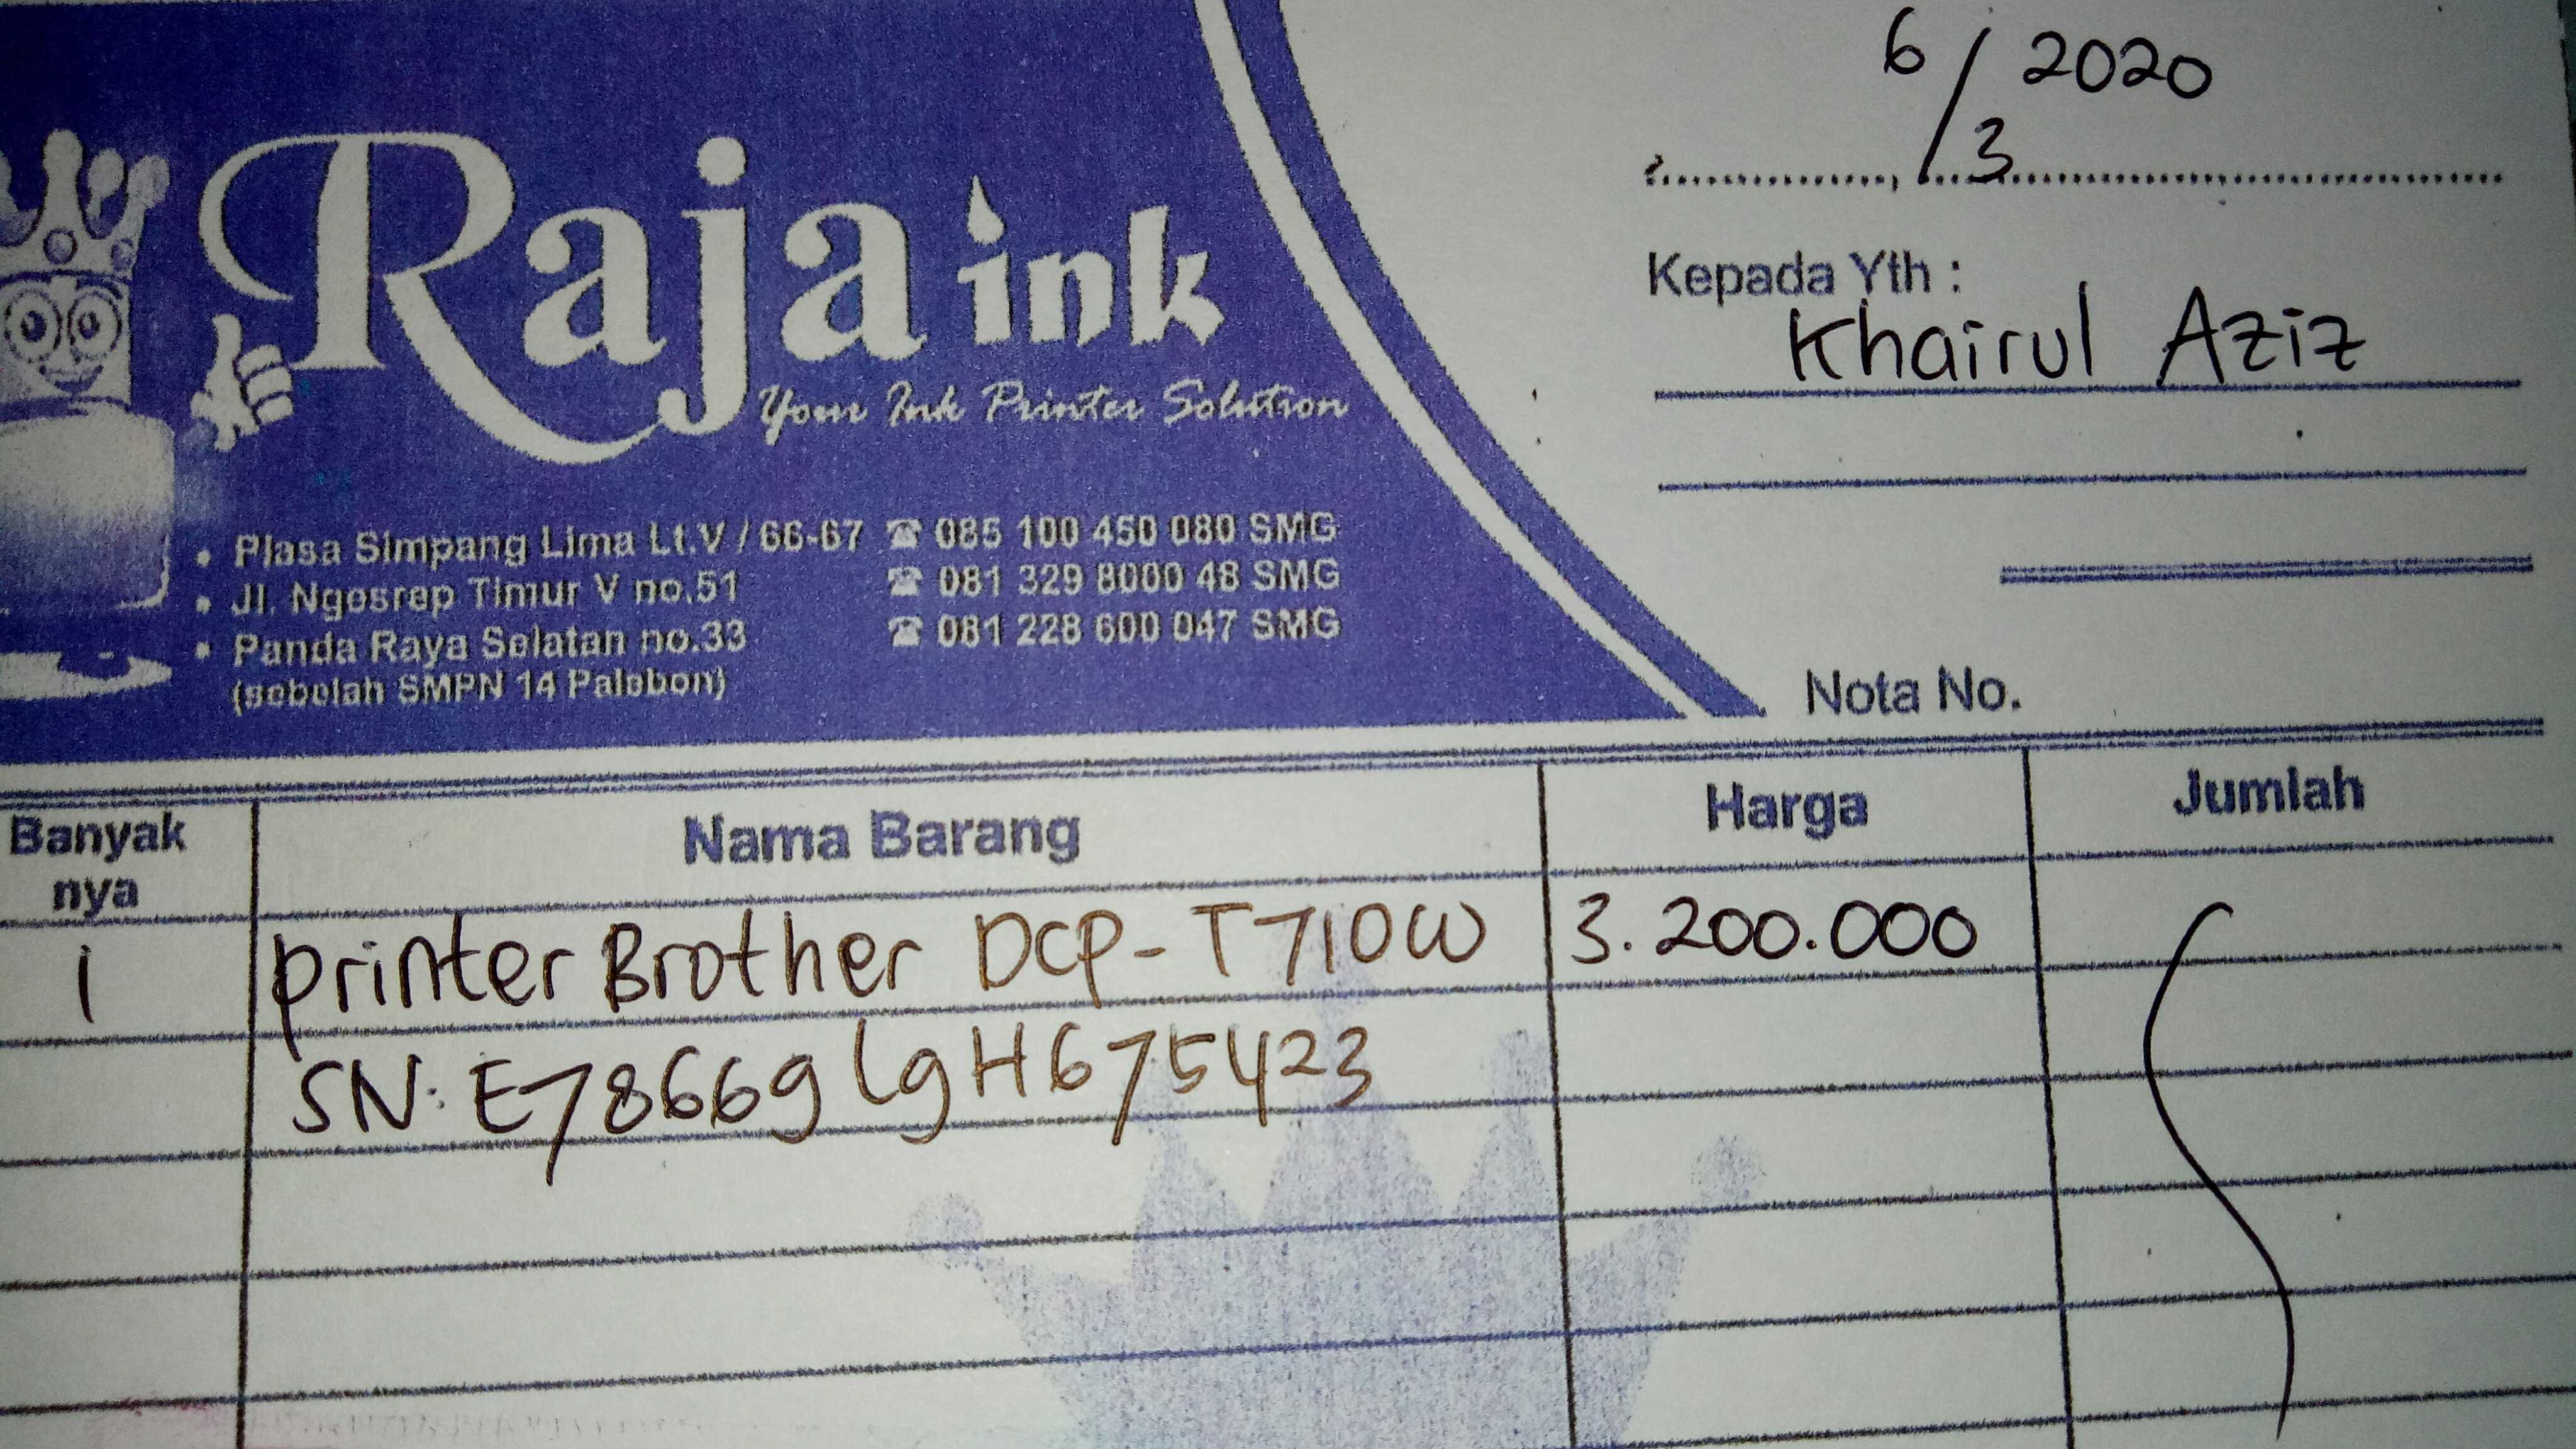 6/3 2020
Raja ink
Your Ink Printer Solution
Kepada Yth :
Khairul Aziz
• Plasa Simpang Lima Lt.V / 66-67 ☎ 085 100 450 080 SMG
• Jl. Ngesrep Timur V no.51 ☎ 081 329 8000 48 SMG
• Panda Raya Selatan no.33 ☎ 081 228 600 047 SMG
(sebelah SMPN 14 Palebon)
Nota No.
Banyak nya Nama Barang Harga Jumlah
1 printer Brother DCP-T710W 3.200.000
SN: E78669l9H675423